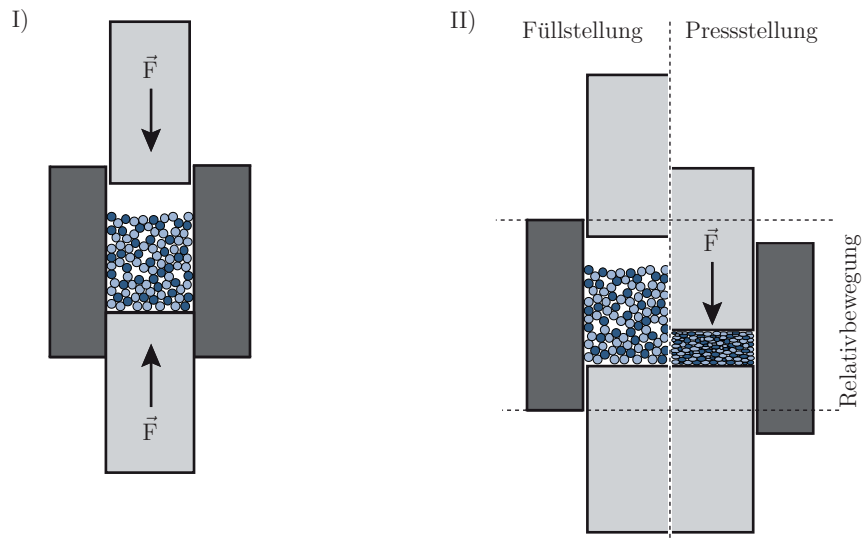 I)
F⃗
F⃗
II)
Füllstellung
Pressstellung
F⃗
Relativbewegung